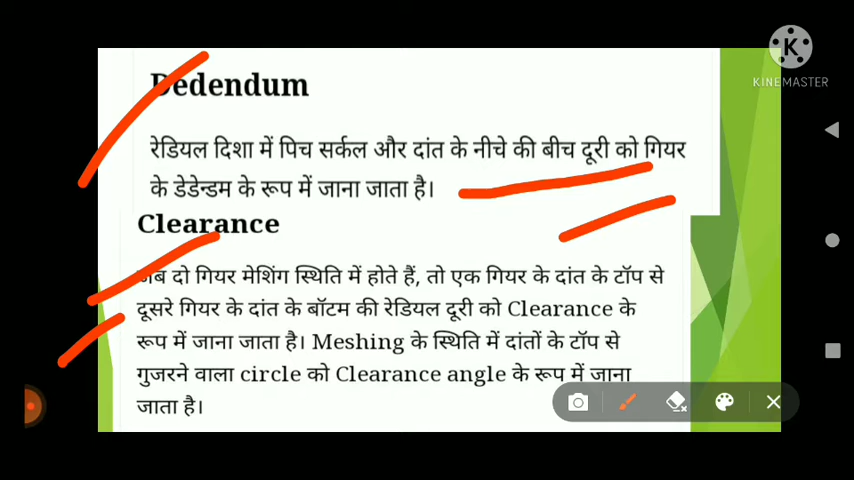 K
KINEMASTER
Dedendum
रेडियल दिशा में पिच सर्कल और दांत के नीचे की बीच दूरी को गियर
के डेडेन्डम के रूप में जाना जाता है।
Clearance
जब दो गियर मेशिंग स्थिति में होते हैं, तो एक गियर के दांत के टॉप से
दूसरे गियर के दांत के बॉटम की रेडियल दूरी को Clearance के
रूप में जाना जाता है। Meshing के स्थिति में दांतों के टॉप से
गुजरने वाला circle को Clearance angle के रूप में जाना
जाता है।